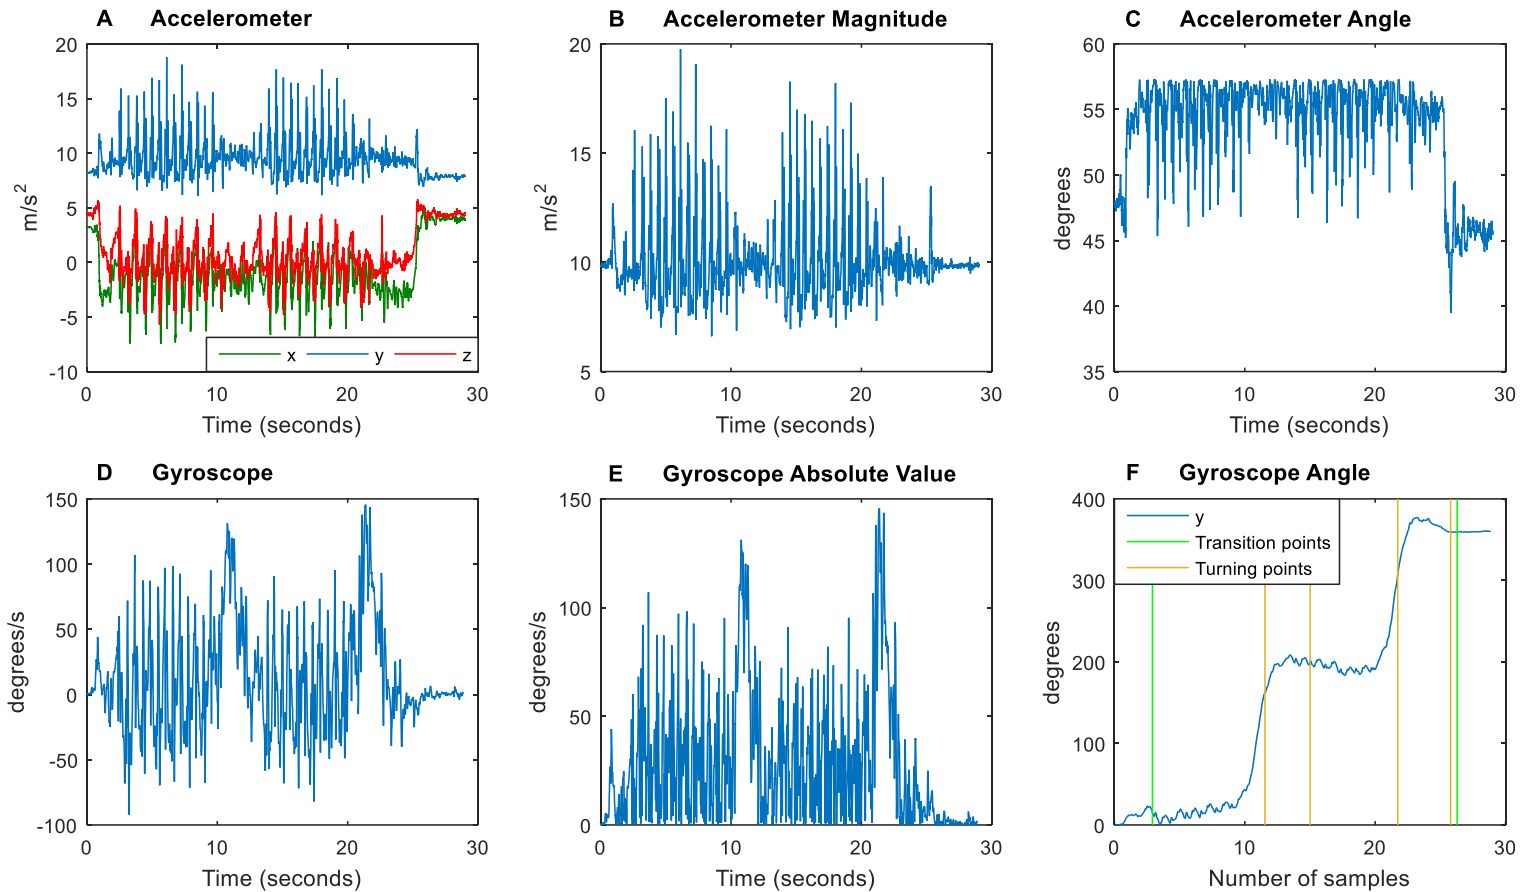 A Accelerometer
20
15
10
5
0
-5
-10
m/s2
x y z
0 10 20 30
Time (seconds)
B Accelerometer Magnitude
20
15
10
5
m/s2
0 10 20 30
Time (seconds)
C Accelerometer Angle
60
55
50
45
40
35
degrees
0 10 20 30
Time (seconds)
D Gyroscope
150
100
50
0
-50
-100
degrees/s
0 10 20 30
Time (seconds)
E Gyroscope Absolute Value
150
100
50
0
degrees/s
0 10 20 30
Time (seconds)
F Gyroscope Angle
400
300
200
100
0
degrees
y
Transition points
Turning points
0 10 20 30
Number of samples